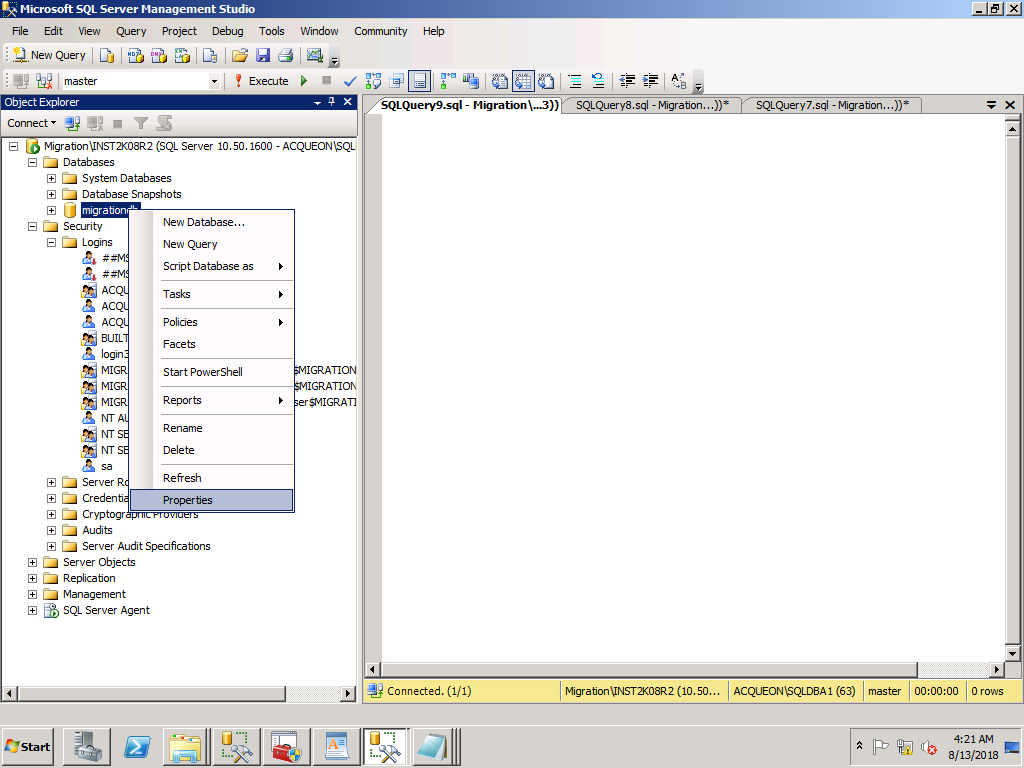 Microsoft SQL Server Management Studio
File Edit View Query Project Debug Tools Window Community Help
New Query
master Execute
Object Explorer
SQLQuery9.sql - Migration\...3)) SQLQuery8.sql - Migration...))* SQLQuery7.sql - Migration...))*
Connect
Migration\INST2K08R2 (SQL Server 10.50.1600 - ACQUEON\SQL
Databases
System Databases
Database Snapshots
migrationdb
Security
Logins
##MS
##MS
ACQU
ACQU
ACQU
BUILT
login3
MIGRA
$MIGRATION
MIGRA
$MIGRATION
MIGRA
ser$MIGRATI
NT AU
NT SE
NT SE
sa
Server Ro
Credentia
Cryptographic Providers
Audits
Server Audit Specifications
Server Objects
Replication
Management
SQL Server Agent
New Database...
New Query
Script Database as
Tasks
Policies
Facets
Start PowerShell
Reports
Rename
Delete
Refresh
Properties
Connected. (1/1) Migration\INST2K08R2 (10.50... ACQUEON\SQLDBA1 (63) master 00:00:00 0 rows
Start
4:21 AM
8/13/2018